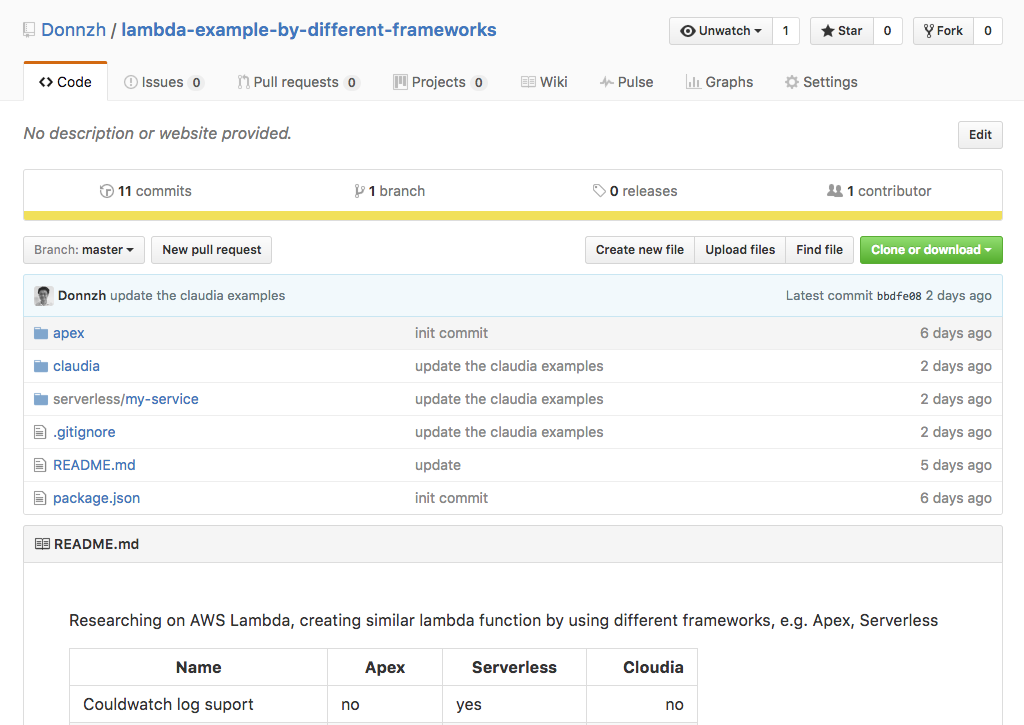 Donnzh / lambda-example-by-different-frameworks Unwatch 1 Star 0 Fork 0
Code Issues 0 Pull requests 0 Projects 0 Wiki Pulse Graphs Settings
No description or website provided. Edit
11 commits 1 branch 0 releases 1 contributor
Branch: master New pull request Create new file Upload files Find file Clone or download
Donnzh update the claudia examples Latest commit bbdfe08 2 days ago
apex init commit 6 days ago
claudia update the claudia examples 2 days ago
serverless/my-service update the claudia examples 2 days ago
.gitignore update the claudia examples 2 days ago
README.md update 5 days ago
package.json init commit 6 days ago
README.md
Researching on AWS Lambda, creating similar lambda function by using different frameworks, e.g. Apex, Serverless
Name Apex Serverless Cloudia
Couldwatch log suport no yes no